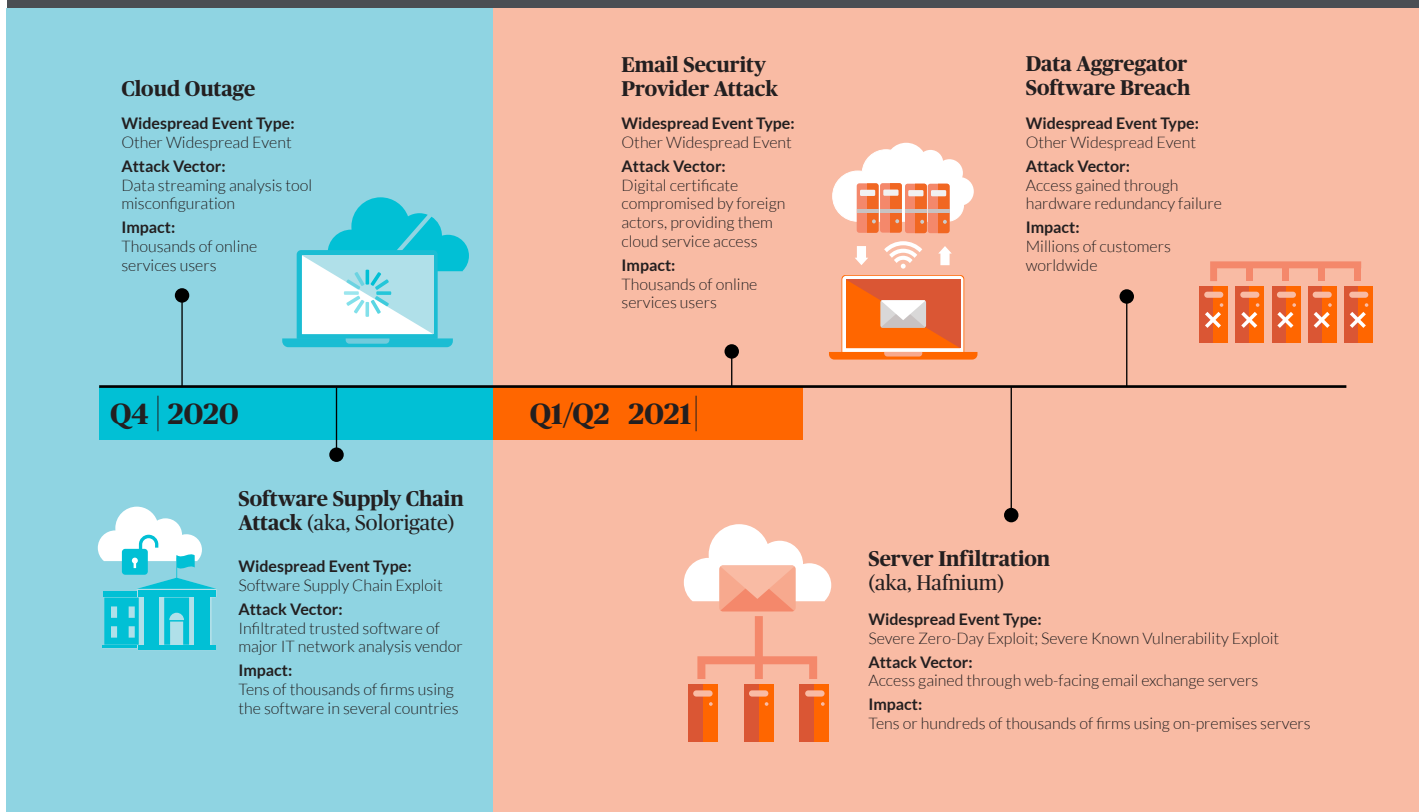 Cloud Outage
Widespread Event Type:
Other Widespread Event
Attack Vector:
Data streaming analysis tool
misconfiguration
Impact:
Thousands of online
services users
Email Security
Provider Attack
Widespread Event Type:
Other Widespread Event
Attack Vector:
Digital certificate
compromised by foreign
actors, providing them
cloud service access
Impact:
Thousands of online
services users
Data Aggregator
Software Breach
Widespread Event Type:
Other Widespread Event
Attack Vector:
Access gained through
hardware redundancy failure
Impact:
Millions of customers
worldwide
Q4 | 2020
Q1/Q2 2021|
Software Supply Chain
Attack (aka, Solorigate)
Widespread Event Type:
Software Supply Chain Exploit
Attack Vector:
Infiltrated trusted software of
major IT network analysis vendor
Impact:
Tens of thousands of firms using
the software in several countries
Server Infiltration
(aka, Hafnium)
Widespread Event Type:
Severe Zero-Day Exploit; Severe Known Vulnerability Exploit
Attack Vector:
Access gained through web-facing email exchange servers
Impact:
Tens or hundreds of thousands of firms using on-premises servers